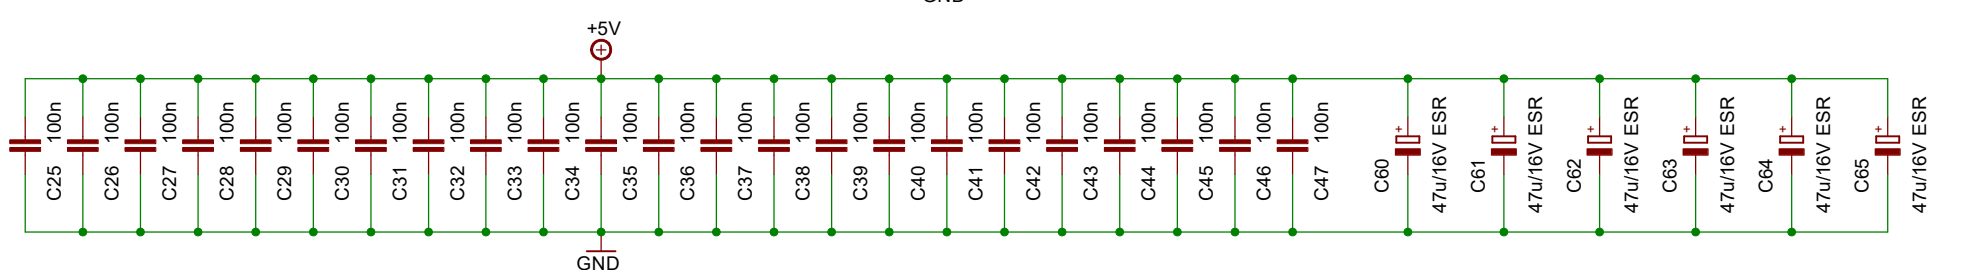 +5V
100n 100n 100n 100n 100n 100n 100n 100n 100n 100n 100n 100n 100n 100n 100n 100n 100n 100n 100n 100n 100n 100n 100n
C25 C26 C27 C28 C29 C30 C31 C32 C33 C34 C35 C36 C37 C38 C39 C40 C41 C42 C43 C44 C45 C46 C47
+ + + + + +
C60 47u/16V ESR
C61 47u/16V ESR
C62 47u/16V ESR
C63 47u/16V ESR
C64 47u/16V ESR
C65 47u/16V ESR
GND